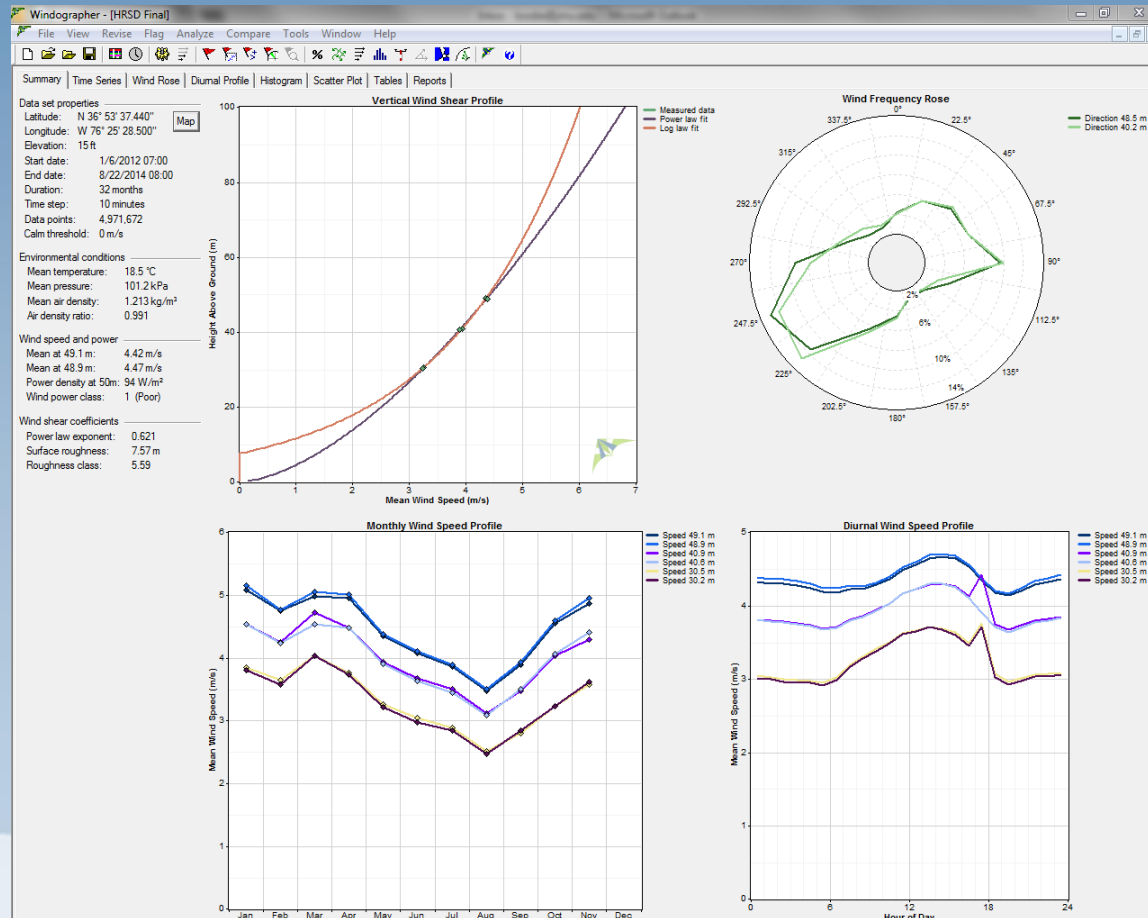 Windographer - [HRSD Final]
File View Revise Flag Analyze Compare Tools Window Help
Summary Time Series Wind Rose Diurnal Profile Histogram Scatter Plot Tables Reports
Data set properties
Latitude: N 36° 53' 37.440"
Longitude: W 76° 25' 28.500"
Map
Elevation: 15 ft
Start date: 1/6/2012 07:00
End date: 8/22/2014 08:00
Duration: 32 months
Time step: 10 minutes
Data points: 4,971,672
Calm threshold: 0 m/s
Environmental conditions
Mean temperature: 18.5 °C
Mean pressure: 101.2 kPa
Mean air density: 1.213 kg/m³
Air density ratio: 0.991
Wind speed and power
Mean at 49.1 m: 4.42 m/s
Mean at 48.9 m: 4.47 m/s
Power density at 50m: 94 W/m²
Wind power class: 1 (Poor)
Wind shear coefficients
Power law exponent: 0.621
Surface roughness: 7.57 m
Roughness class: 5.59
Vertical Wind Shear Profile
Measured data
Power law fit
Log law fit
Height Above Ground (m)
100
80
60
40
20
0
0 1 2 3 4 5 6 7
Mean Wind Speed (m/s)
Wind Frequency Rose
Direction 48.5 m
Direction 40.2 m
0°
22.5°
45°
67.5°
90°
112.5°
135°
157.5°
180°
202.5°
225°
247.5°
270°
292.5°
315°
337.5°
2%
6%
10%
14%
Monthly Wind Speed Profile
Speed 49.1 m
Speed 48.9 m
Speed 40.9 m
Speed 40.8 m
Speed 30.5 m
Speed 30.2 m
Mean Wind Speed (m/s)
6
5
4
3
2
1
0
Jan Feb Mar Apr May Jun Jul Aug Sep Oct Nov Dec
Diurnal Wind Speed Profile
Speed 49.1 m
Speed 48.9 m
Speed 40.9 m
Speed 40.8 m
Speed 30.5 m
Speed 30.2 m
Mean Wind Speed (m/s)
5
4
3
2
1
0
0 6 12 18 24
Hour of Day